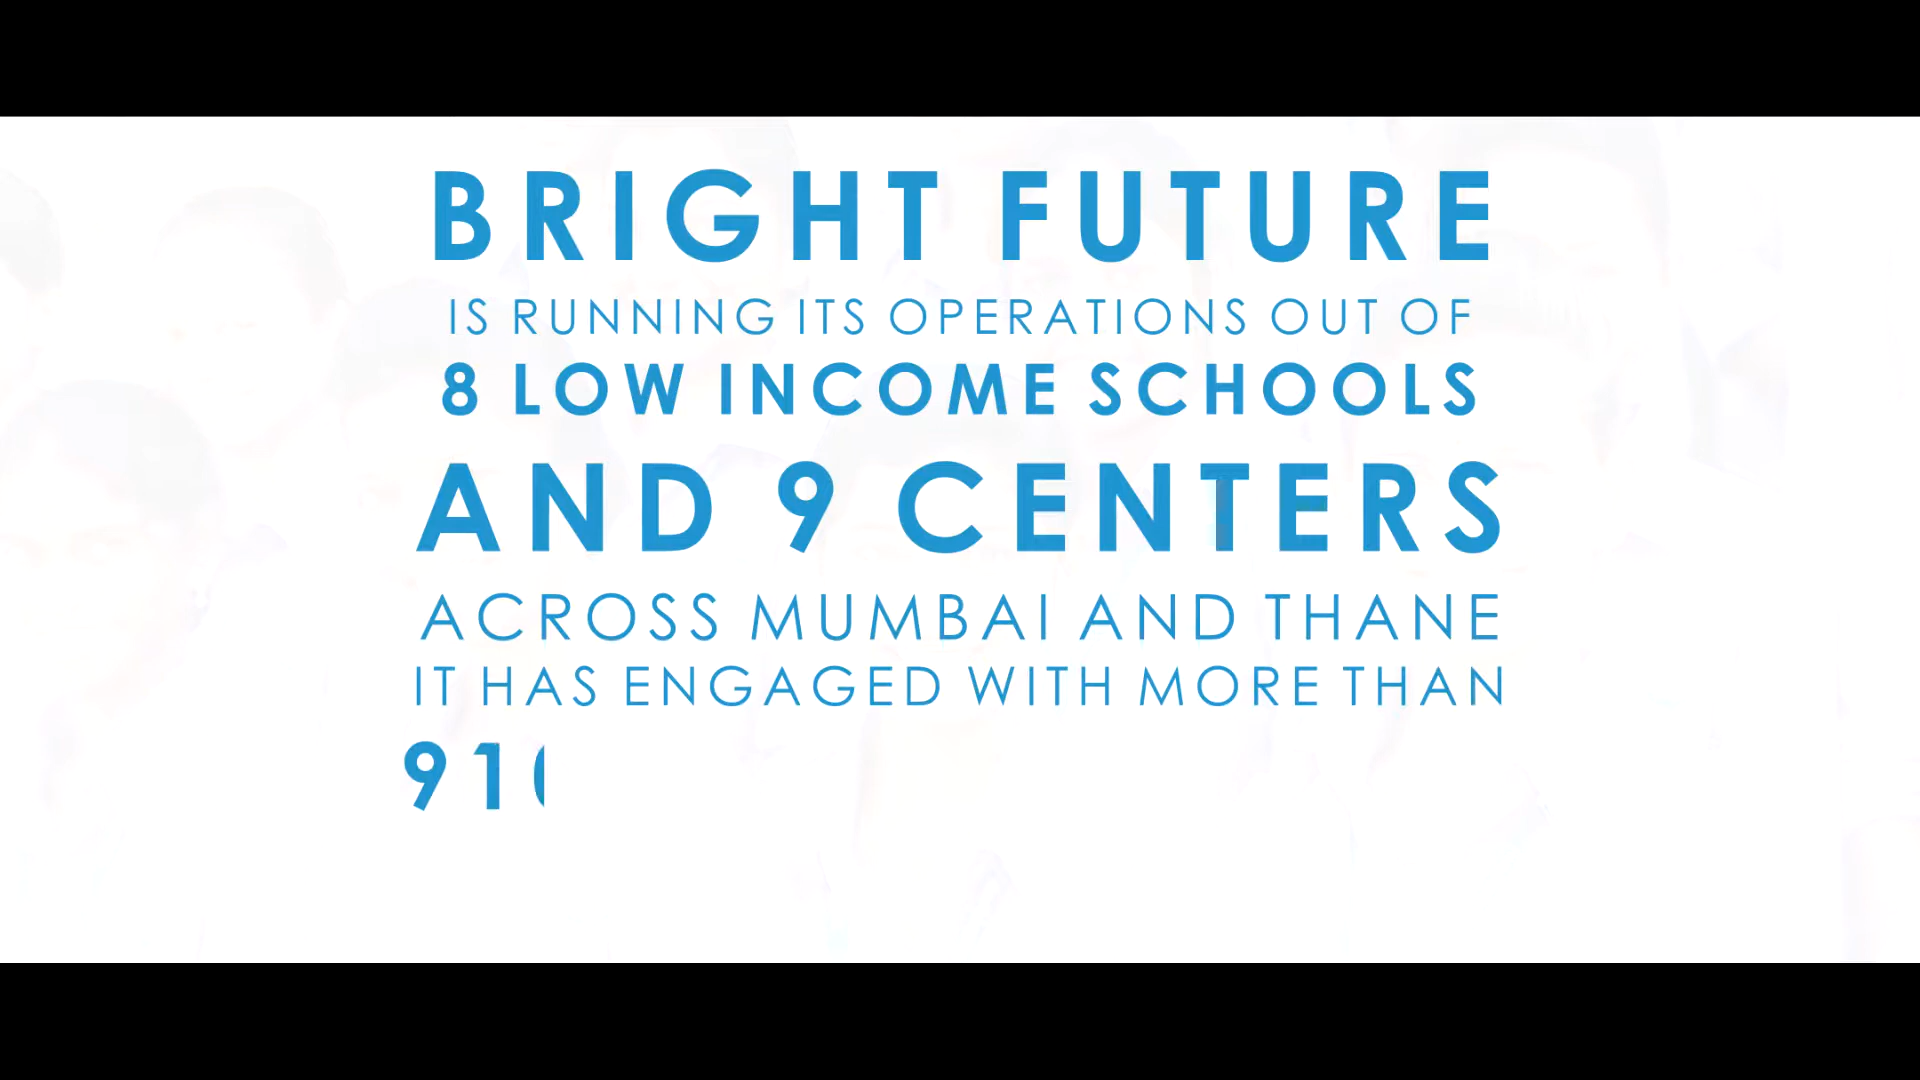 BRIGHT FUTURE
IS RUNNING ITS OPERATIONS OUT OF
8 LOW INCOME SCHOOLS
AND 9 CENTERS
ACROSS MUMBAI AND THANE
IT HAS ENGAGED WITH MORE THAN